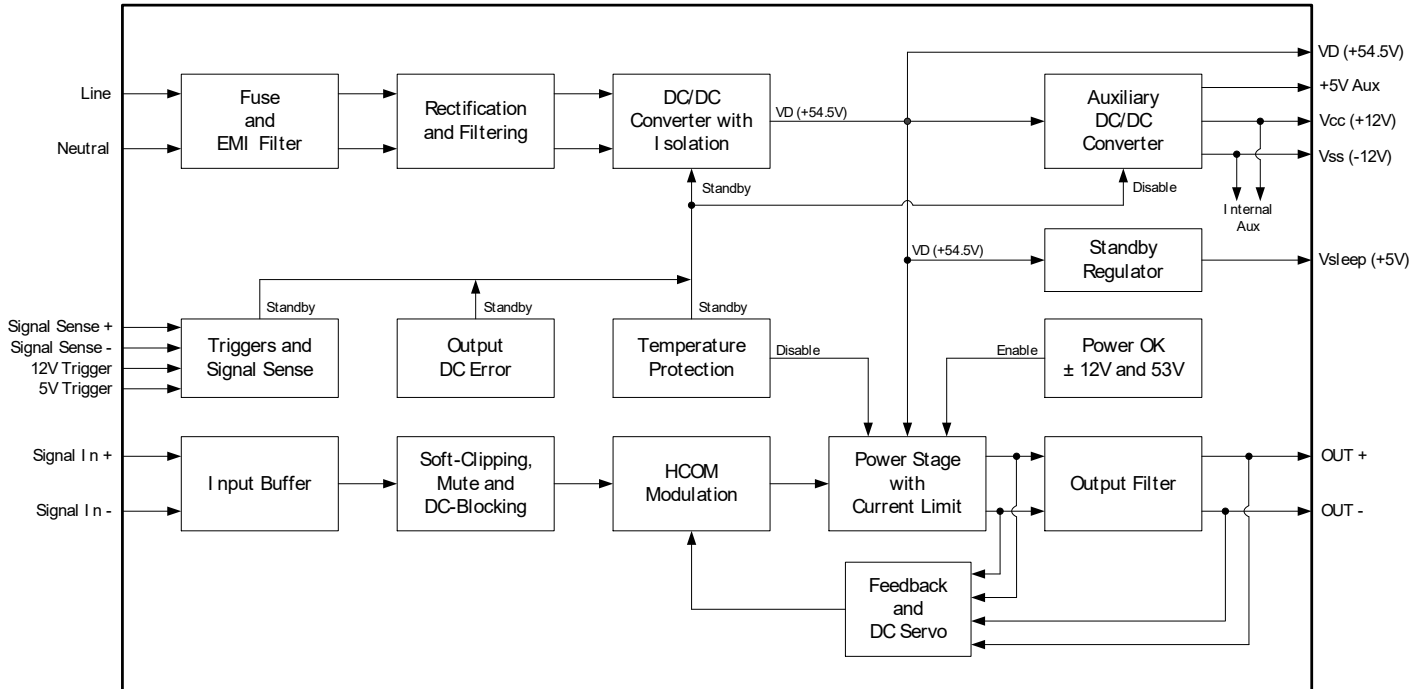 Line
Neutral
Fuse
and
EMI Filter
Rectification
and Filtering
DC/DC
Converter with
Isolation
VD (+54.5V)
Auxiliary
DC/DC
Converter
VD (+54.5V)
+5V Aux
Vcc (+12V)
Vss (-12V)
Standby
Disable
Internal
Aux
VD (+54.5V)
Standby
Regulator
Vsleep (+5V)
Standby
Standby
Standby
Signal Sense +
Signal Sense -
12V Trigger
5V Trigger
Triggers and
Signal Sense
Output
DC Error
Temperature
Protection
Disable
Enable
Power OK
± 12V and 53V
Signal In +
Signal In -
Input Buffer
Soft-Clipping,
Mute and
DC-Blocking
HCOM
Modulation
Power Stage
with
Current Limit
Output Filter
OUT +
OUT -
Feedback
and
DC Servo